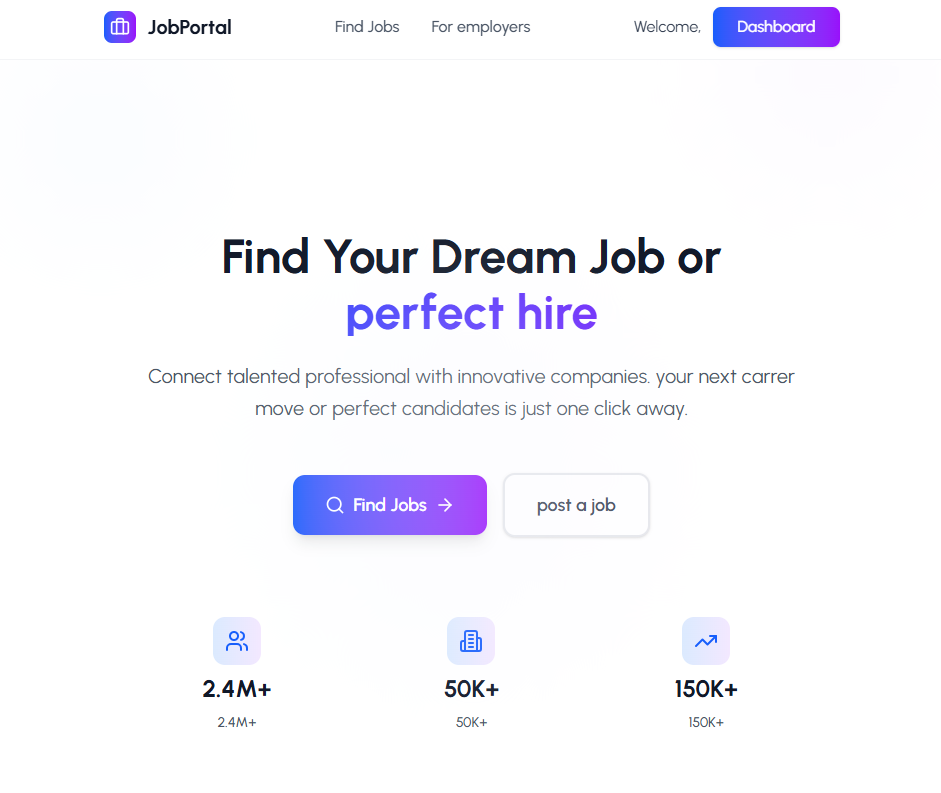 JobPortal
Find Jobs
For employers
Welcome,
Dashboard
Find Your Dream Job or
perfect hire
Connect talented professional with innovative companies. your next carrer
move or perfect candidates is just one click away.
Find Jobs
post a job
2.4M+
50K+
150K+
2.4M+
50K+
150K+